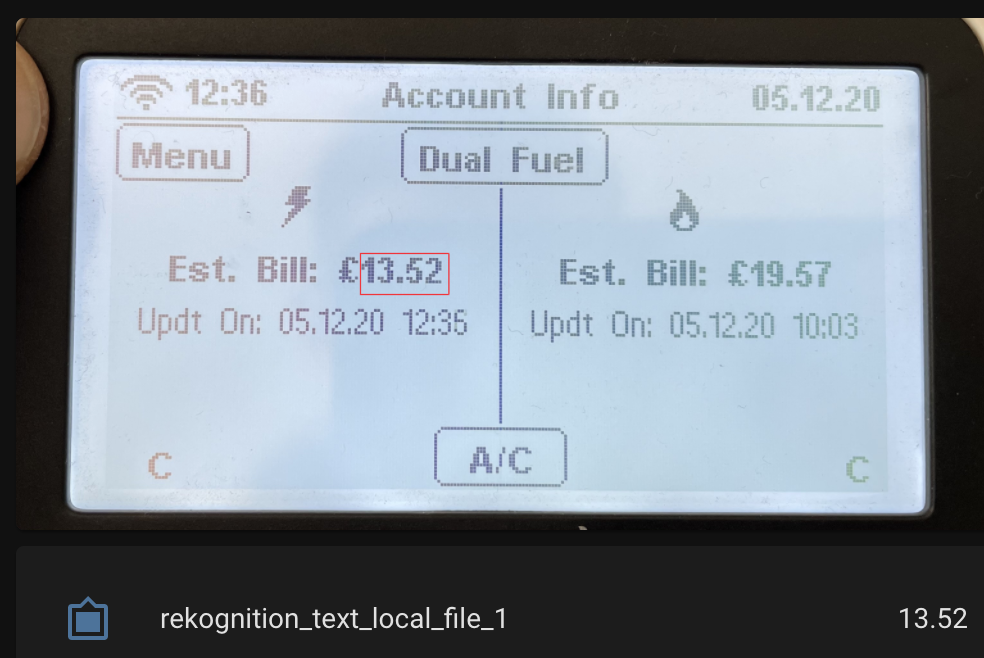 12:36 Account Info 05.12.20
Menu Dual Fuel
Est. Bill: £13.52
Updt On: 05.12.20 12:36
Est. Bill: £19.57
Updt On: 05.12.20 10:03
C A/C C
rekognition_text_local_file_1 13.52